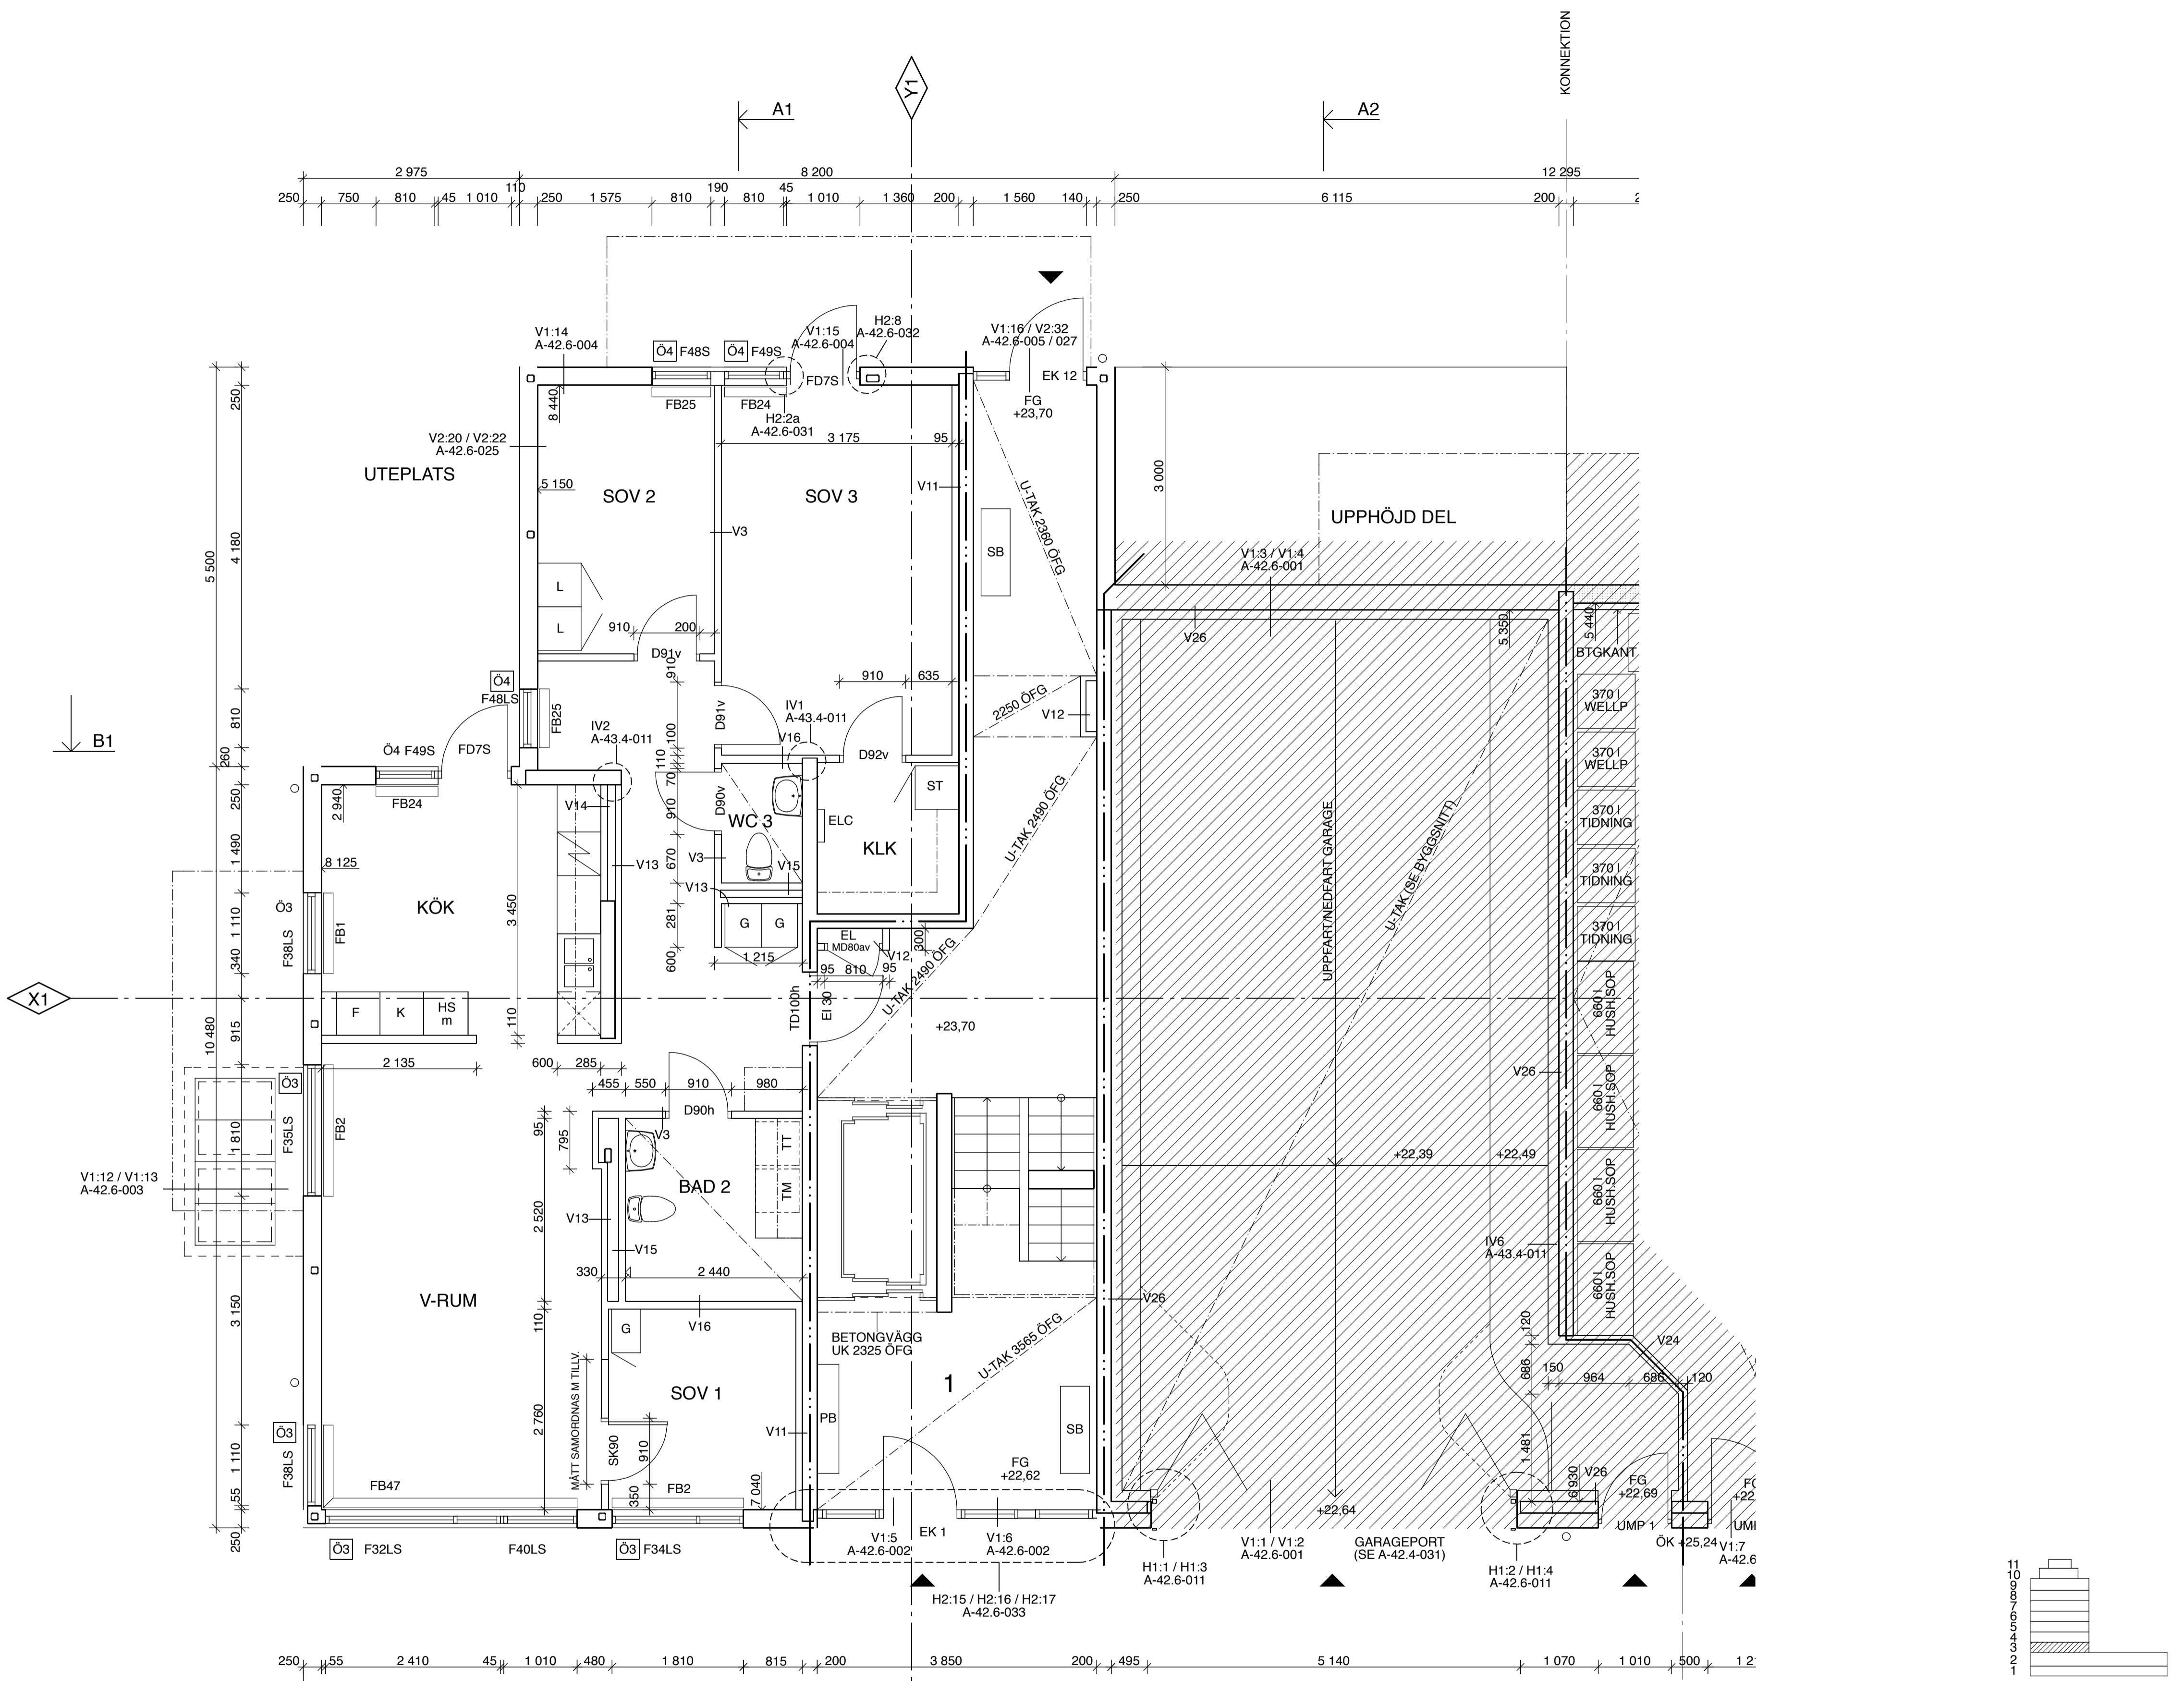 KONNEKTION
Y1
A1
A2
2 975
8 200
12 295
250
750
810
45
1 010
110
250
1 575
810
190
810
45
1 010
1 360
200
1 560
140
250
6 115
200
V1:14
A-42.6-004
Ö4 F48S
Ö4 F49S
V1:15
A-42.6-004
H2:8
A-42.6-032
V1:16 / V2:32
A-42.6-005 / 027
FD7S
EK 12
FG
+23,70
FB25
FB24
H2:2a
A-42.6-031
8 440
250
V2:20 / V2:22
A-42.6-025
3 175
95
UTEPLATS
5 150
SOV 2
SOV 3
V11
U-TAK 2360 ÖFG
3 000
UPPHÖJD DEL
V3
SB
V1:3 / V1:4
A-42.6-001
5 500
4 180
L
L
910
200
D91v
910
V26
5 350
5 440
BTGKANT
Ö4
F48LS
FB25
810
910
635
D91v
100
IV1
A-43.4-011
V16
D92v
2250 ÖFG
V12
370 l
WELLP
B1
IV2
A-43.4-011
Ö4 F49S
FD7S
260
110
70
370 l
WELLP
FB24
2 940
250
V14
D90v
910
WC 3
ST
ELC
KLK
U-TAK 2490 ÖFG
UPPFART/NEDFART GARAGE
U-TAK (SE BYGGSNITT)
370 l
TIDNING
1 490
8 125
V13
V3
670
V15
V13
370 l
TIDNING
KÖK
Ö3
F38LS
FB1
1 110
3 450
281
G
G
EL
MD80av
300
V12
370 l
TIDNING
340
600
1 215
95
810
95
U-TAK 2490 ÖFG
660 l
HUSH.SOP
X1
F
K
HS
m
110
TD100h
EI 30
+23,70
10 480
915
2 135
600
285
455
550
910
980
Ö3
V26
660 l
HUSH.SOP
F35LS
FB2
1 810
95
795
D90h
V3
TT
+22,39
+22,49
V1:12 / V1:13
A-42.6-003
BAD 2
TM
660 l
HUSH.SOP
2 520
V13
V15
IV6
A-43.4-011
330
2 440
660 l
HUSH.SOP
V-RUM
3 150
110
G
V16
BETONGVÄGG
UK 2325 ÖFG
U-TAK 3565 ÖFG
V26
120
V24
686
150
964
686
120
MÅTT SAMORDNAS M TILLV.
SOV 1
1
2 760
PB
SB
Ö3
F38LS
1 110
SK90
910
V11
1 481
FG
+22,62
FB47
FB2
350
7 040
6 930
V26
FG
+22,69
55
250
+22,64
UMP 1
Ö3 F32LS
F40LS
Ö3 F34LS
V1:5
A-42.6-002
EK 1
V1:6
A-42.6-002
V1:1 / V1:2
A-42.6-001
GARAGEPORT
(SE A-42.4-031)
ÖK +25,24
V1:7
A-42.6
H1:1 / H1:3
A-42.6-011
H1:2 / H1:4
A-42.6-011
H2:15 / H2:16 / H2:17
A-42.6-033
11
10
9
8
7
6
5
4
3
2
1
250
55
2 410
45
1 010
480
1 810
815
200
3 850
200
495
5 140
1 070
1 010
500